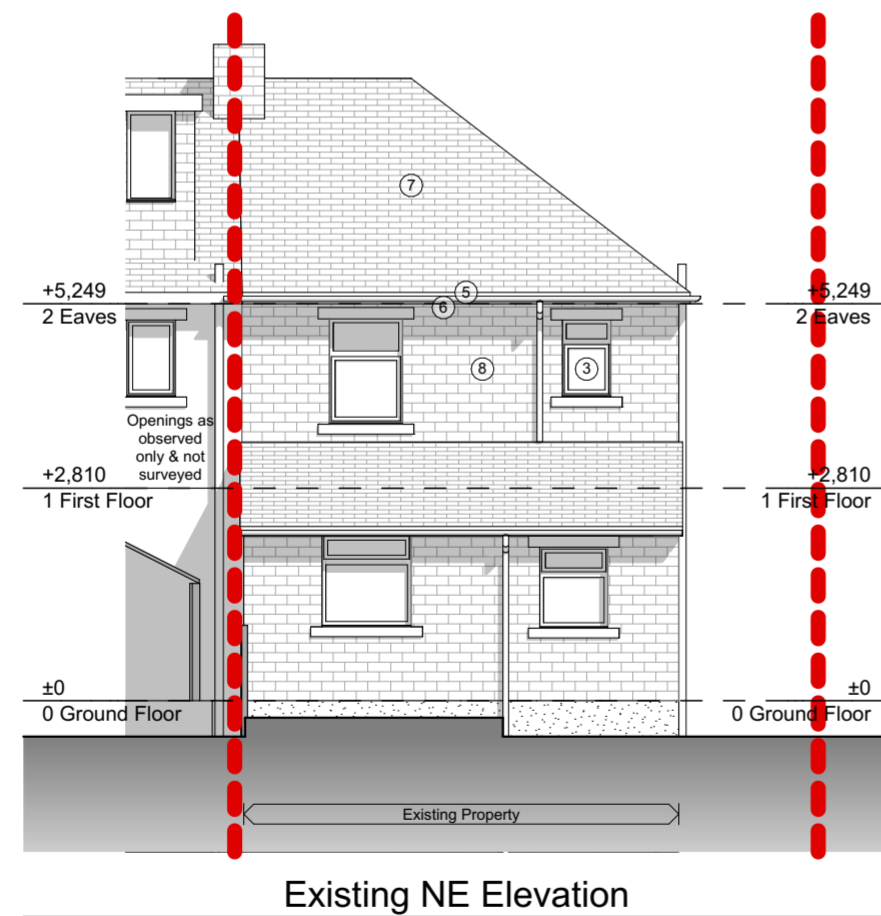 7
5
+5,249
+5,249
6
2 Eaves
2 Eaves
8
3
Openings as
observed
only & not
surveyed
+2,810
+2,810
1 First Floor
1 First Floor
±0
±0
0 Ground Floor
0 Ground Floor
Existing Property
Existing NE Elevation